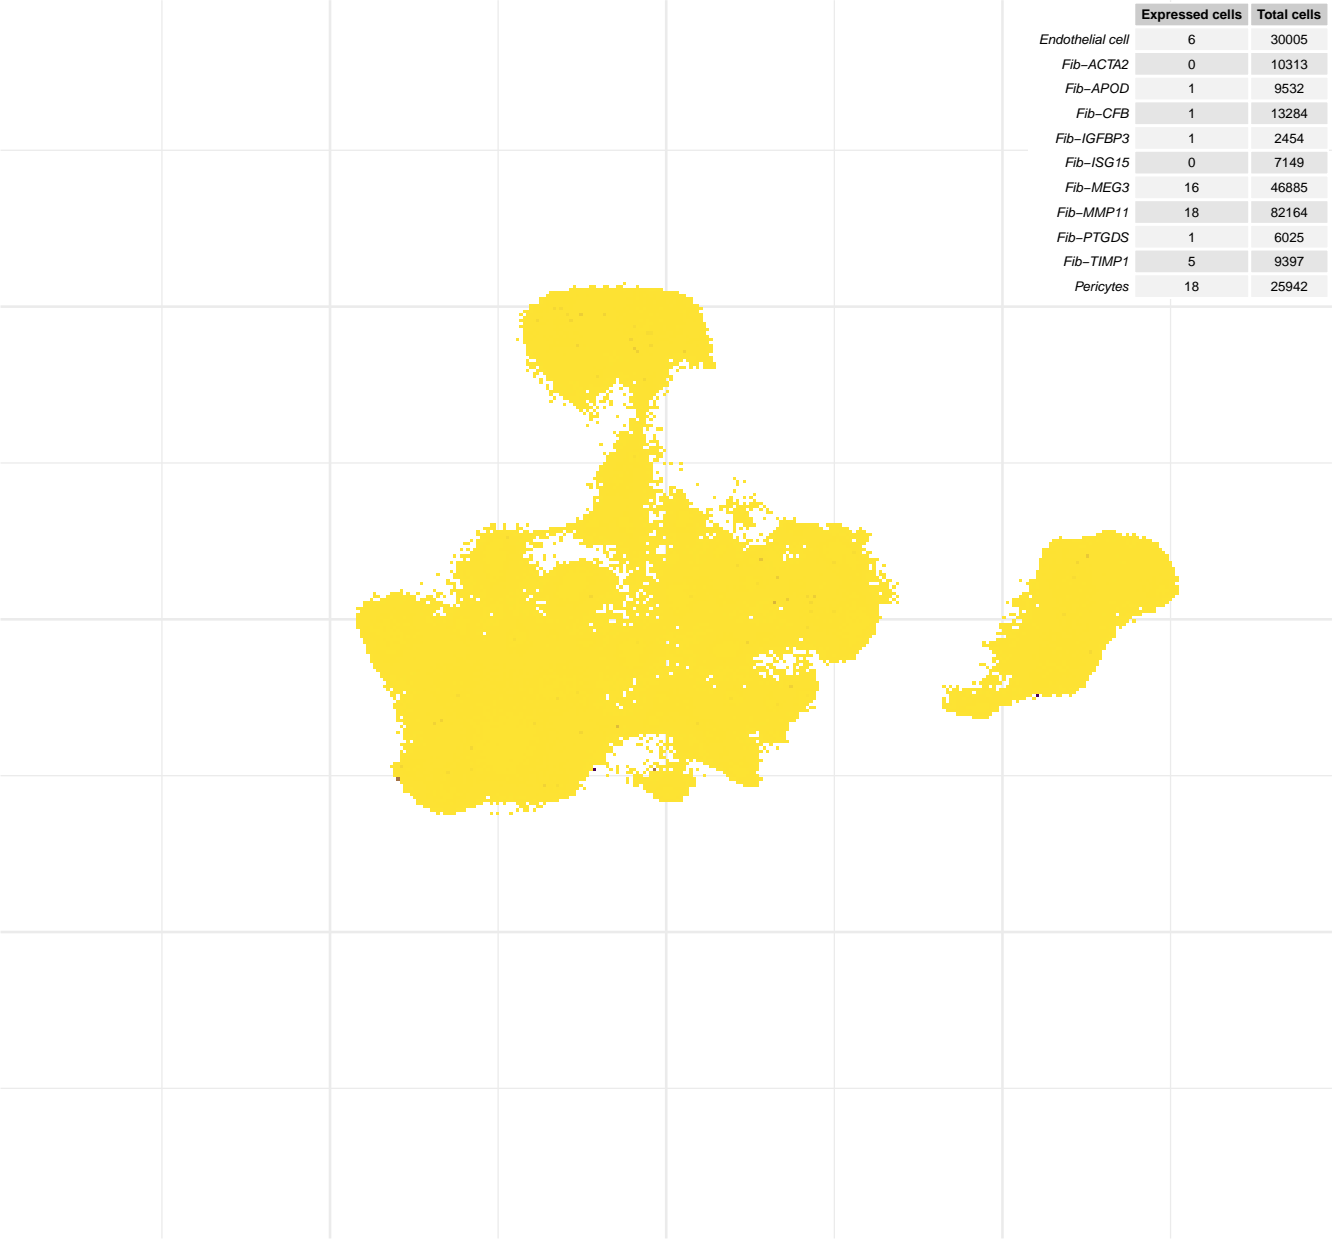 Expressed cells Total cells
Endothelial cell 6 30005
Fib−ACTA2 0 10313
Fib−APOD 1 9532
Fib−CFB 1 13284
Fib−IGFBP3 1 2454
Fib−ISG15 0 7149
Fib−MEG3 16 46885
Fib−MMP11 18 82164
Fib−PTGDS 1 6025
Fib−TIMP1 5 9397
Pericytes 18 25942